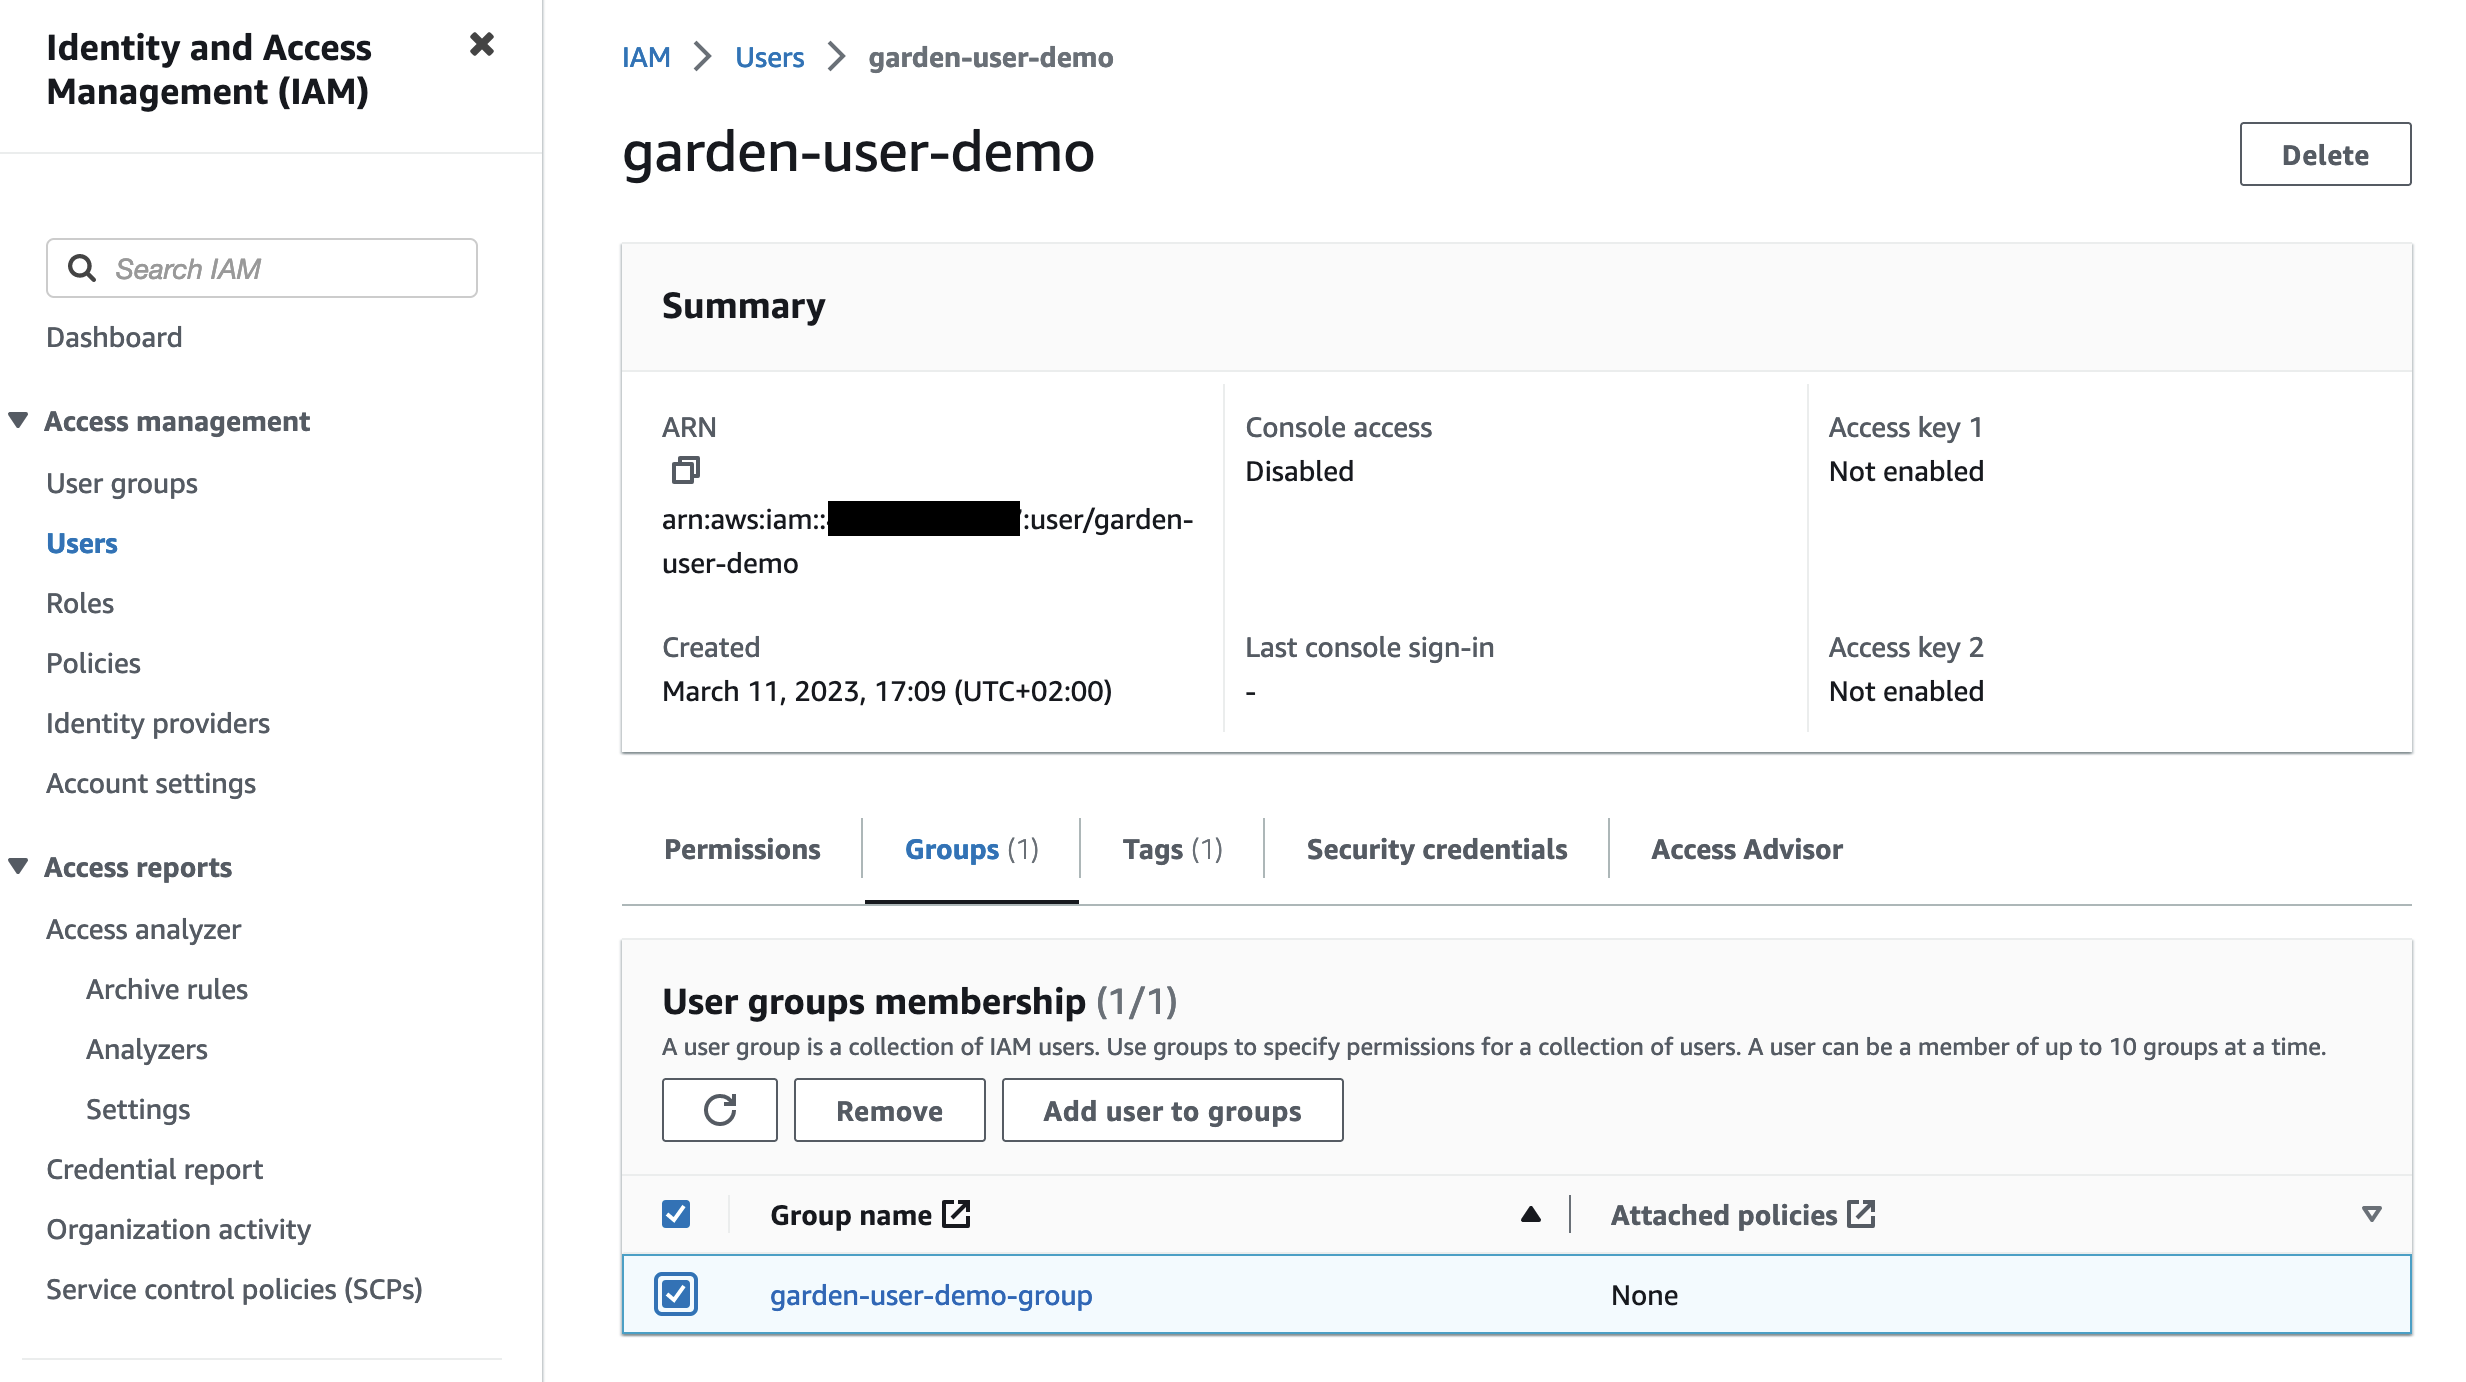 Identity and Access
Management (IAM)
Search IAM
Dashboard
Access management
User groups
Users
Roles
Policies
Identity providers
Account settings
Access reports
Access analyzer
Archive rules
Analyzers
Settings
Credential report
Organization activity
Service control policies (SCPs)
IAM > Users > garden-user-demo
garden-user-demo
Delete
Summary
ARN
arn:aws:iam:: :user/garden-
user-demo
Created
March 11, 2023, 17:09 (UTC+02:00)
Console access
Disabled
Last console sign-in
-
Access key 1
Not enabled
Access key 2
Not enabled
Permissions
Groups (1)
Tags (1)
Security credentials
Access Advisor
User groups membership (1/1)
A user group is a collection of IAM users. Use groups to specify permissions for a collection of users. A user can be a member of up to 10 groups at a time.
Remove
Add user to groups
Group name
Attached policies
garden-user-demo-group
None